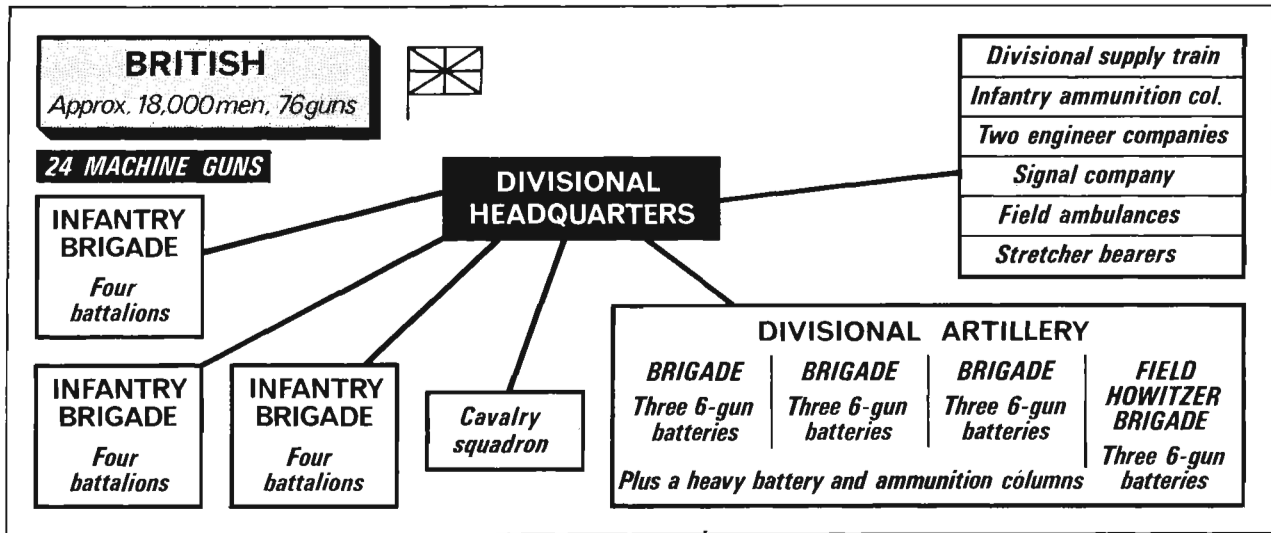 BRITISH
Approx. 18,000 men, 76 guns
24 MACHINE GUNS
DIVISIONAL
HEADQUARTERS
Divisional supply train
Infantry ammunition col.
Two engineer companies
Signal company
Field ambulances
Stretcher bearers
INFANTRY
BRIGADE
Four
battalions
INFANTRY
BRIGADE
Four
battalions
INFANTRY
BRIGADE
Four
battalions
Cavalry
squadron
DIVISIONAL ARTILLERY
BRIGADE
Three 6-gun
batteries
BRIGADE
Three 6-gun
batteries
BRIGADE
Three 6-gun
batteries
FIELD
HOWITZER
BRIGADE
Three 6-gun
batteries
Plus a heavy battery and ammunition columns